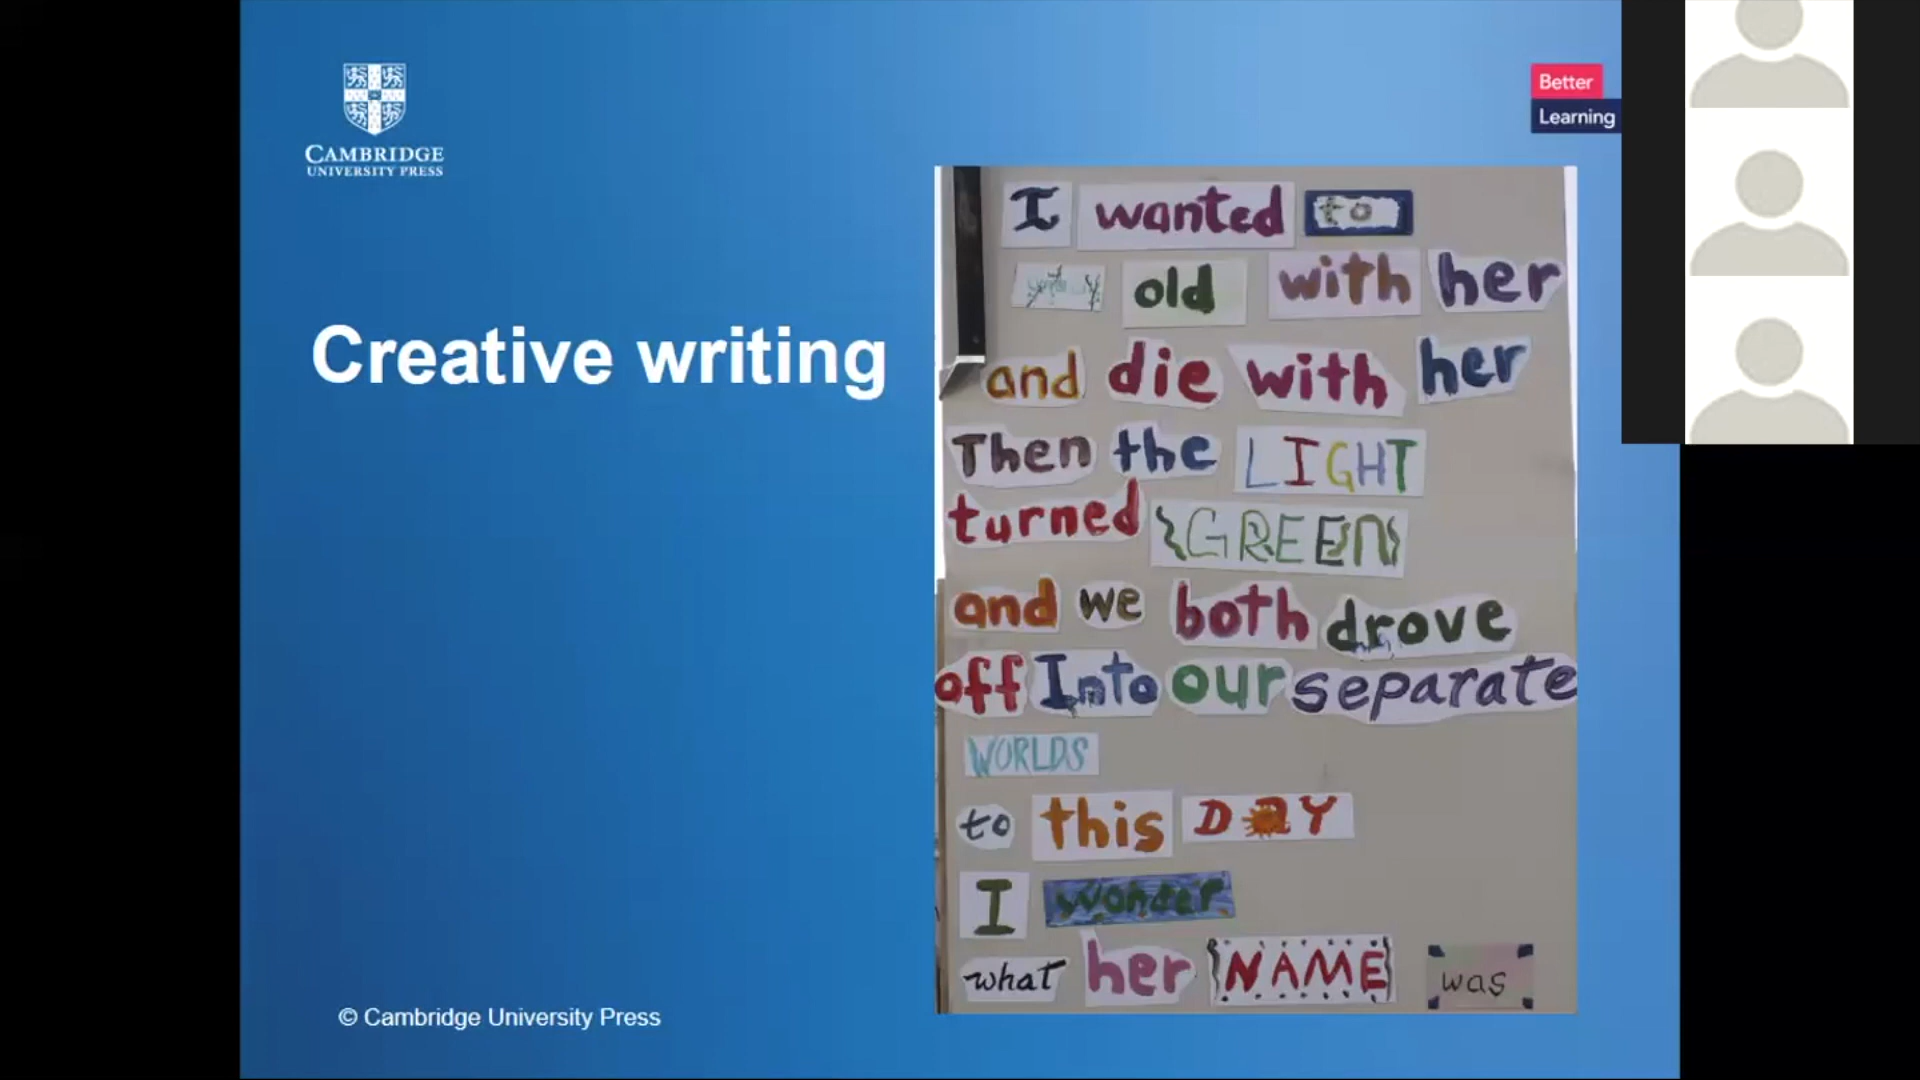 CAMBRIDGE
UNIVERSITY PRESS
Better
Learning
Creative writing
I wanted to
old with her
and die with her
Then the LIGHT
turned GREEN
and we both drove
off Into our separate
WORLDS
to this DAY
I wonder
what her NAME was
© Cambridge University Press